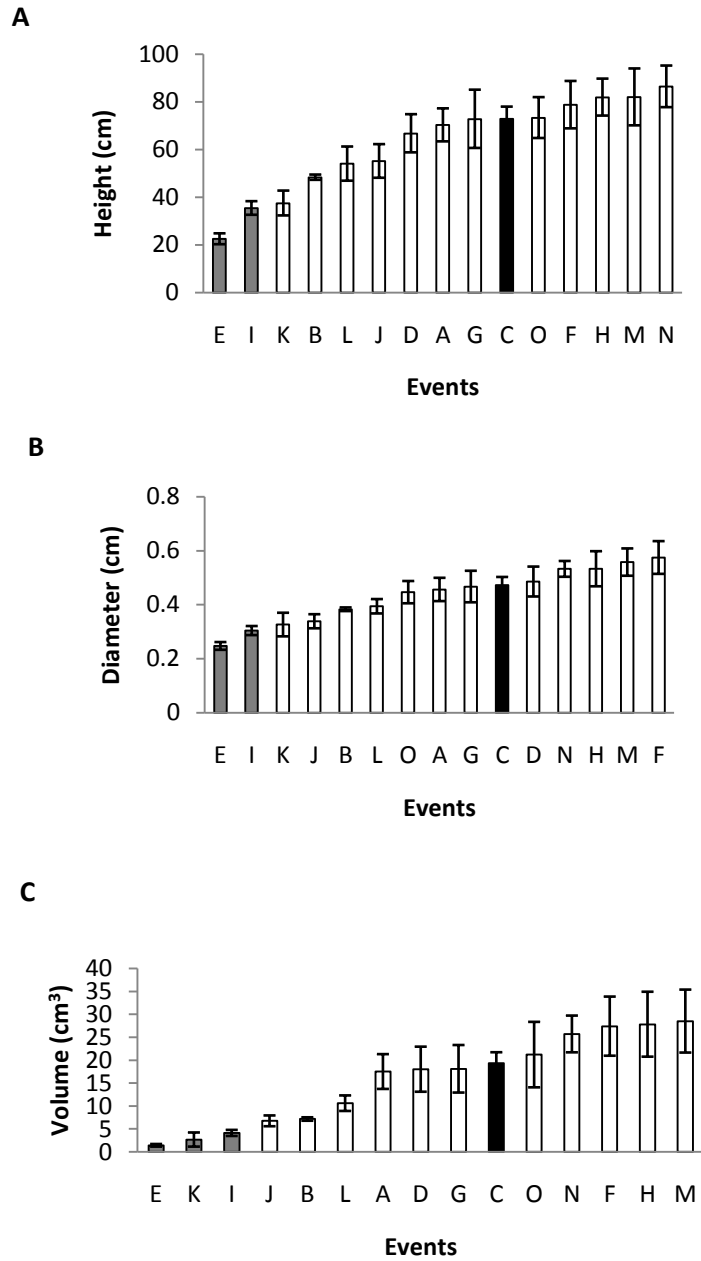 A
Height (cm)
100
80
60
40
20
0
E I K B L J D A G C O F H M N
Events
B
Diameter (cm)
0.8
0.6
0.4
0.2
0
E I K J B L O A G C D N H M F
Events
C
Volume (cm³)
40
35
30
25
20
15
10
5
0
E K I J B L A D G C O N F H M
Events